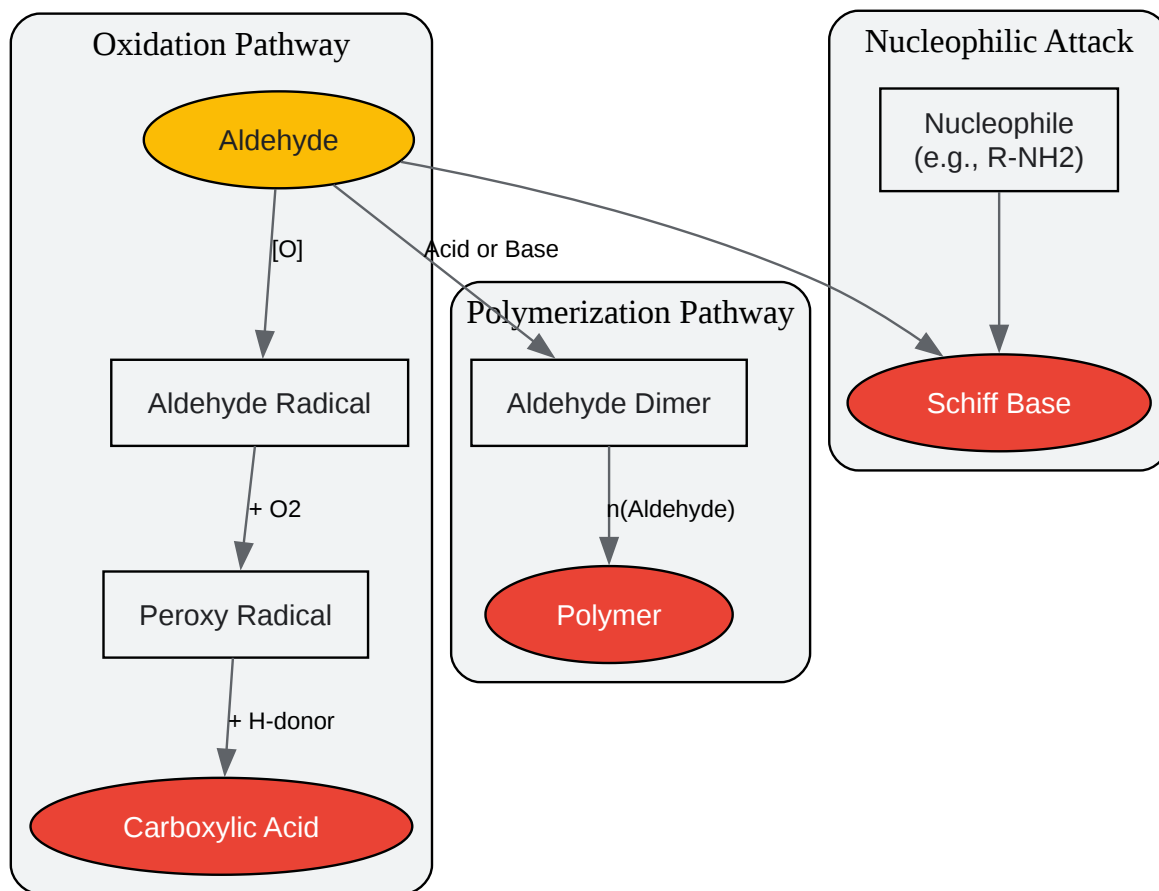 Oxidation Pathway
Aldehyde
[O]
Aldehyde Radical
+ O2
Peroxy Radical
+ H-donor
Carboxylic Acid
Acid or Base
Polymerization Pathway
Aldehyde Dimer
n(Aldehyde)
Polymer
Nucleophilic Attack
Nucleophile
(e.g., R-NH2)
Schiff Base